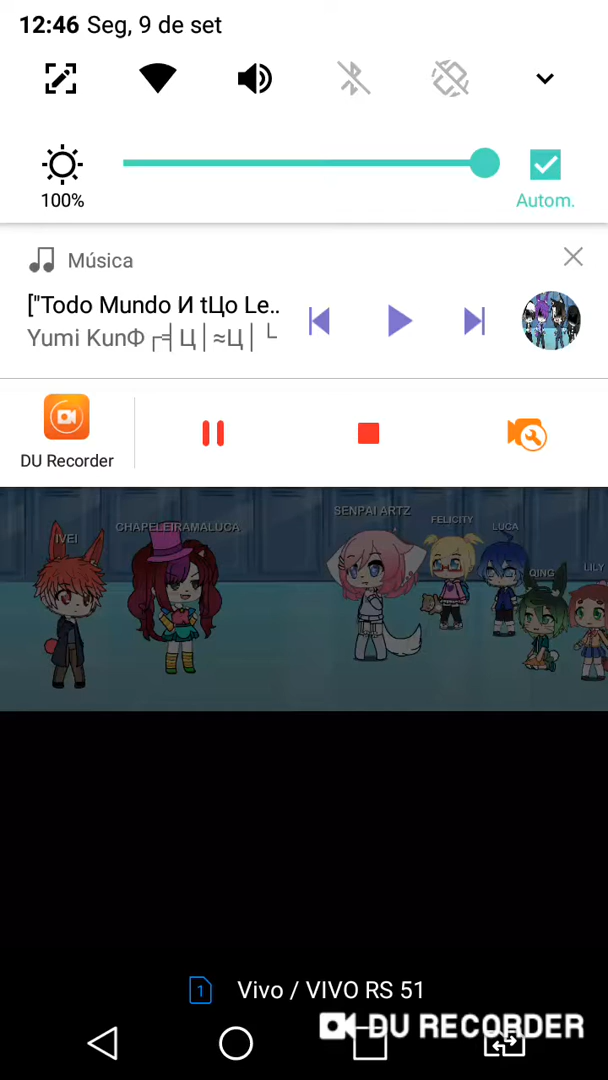 12:46 Seg, 9 de set
100%
Autom.
Música
["Todo Mundo И tЦo Le..
Yumi KunФ┌╡Ц│≈Ц│└
DU Recorder
IVEI
CHAPELEIRAMALUCA
SENPAI ARTZ
FELICITY
LUCA
QING
LILY
1
Vivo / VIVO RS 51
DU RECORDER